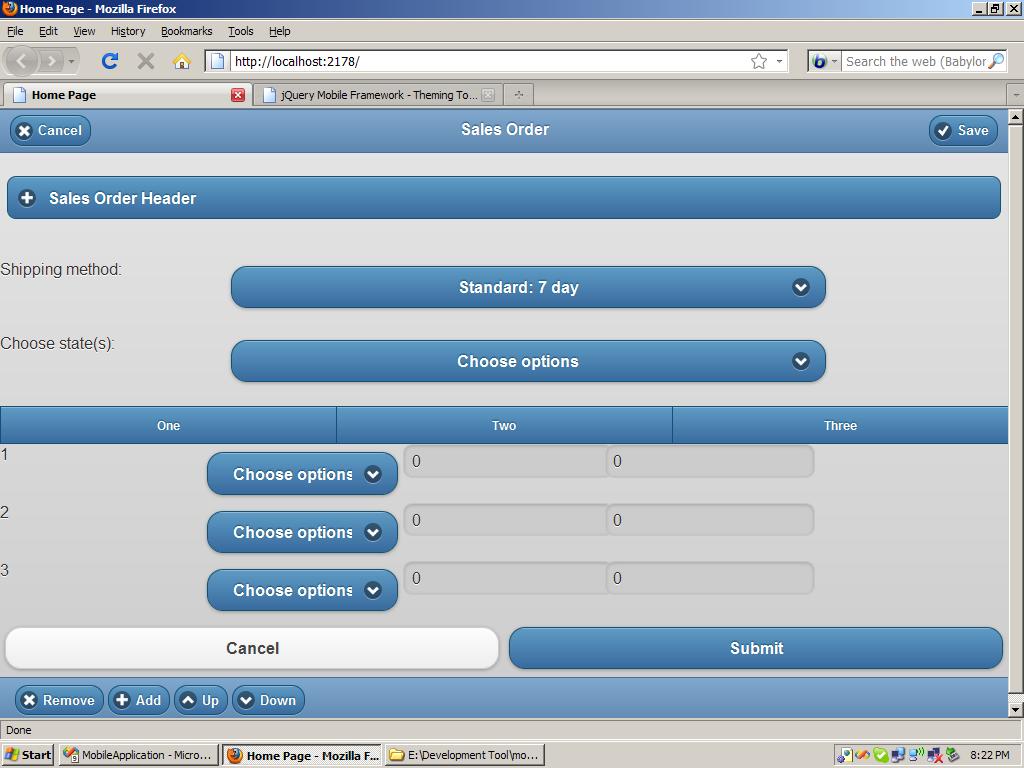 Home Page - Mozilla Firefox
File Edit View History Bookmarks Tools Help
http://localhost:2178/ Search the web (Babylor
Home Page jQuery Mobile Framework - Theming To...
Cancel Sales Order Save
Sales Order Header
Shipping method: Standard: 7 day
Choose state(s): Choose options
One Two Three
1 Choose options 0 0
2 Choose options 0 0
3 Choose options 0 0
Cancel Submit
Remove Add Up Down
Done
Start MobileApplication - Micro... Home Page - Mozilla F... E:\Development Tool\mo... 8:22 PM